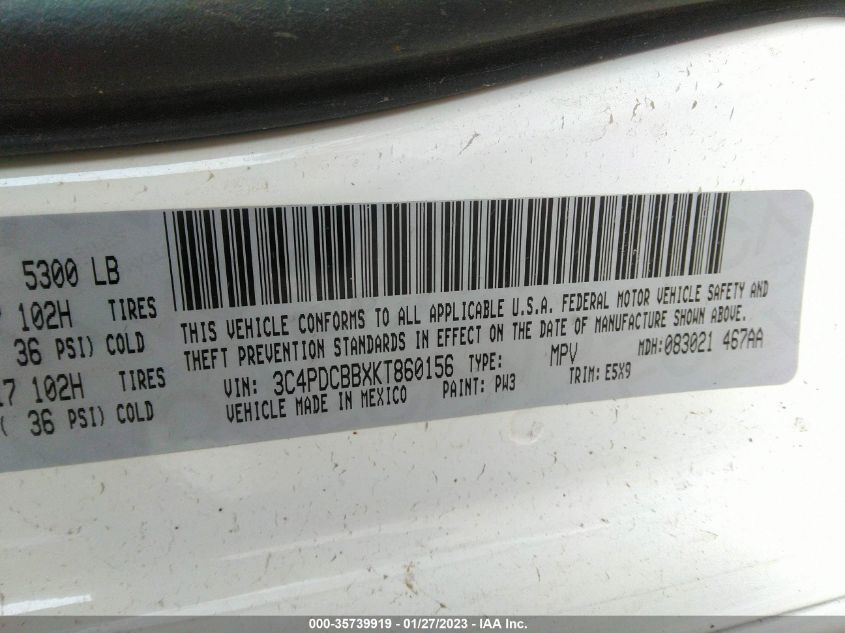 5300 LB
102H TIRES
36 PSI) COLD
17 102H TIRES
( 36 PSI) COLD
THIS VEHICLE CONFORMS TO ALL APPLICABLE U.S.A. FEDERAL MOTOR VEHICLE SAFETY AND
THEFT PREVENTION STANDARDS IN EFFECT ON THE DATE OF MANUFACTURE SHOWN ABOVE.
VIN: 3C4PDCBBXKT860156 TYPE: MPV MDH:083021 467AA
VEHICLE MADE IN MEXICO PAINT: PW3 TRIM: E5X9
000-35739919 - 01/27/2023 - IAA Inc.